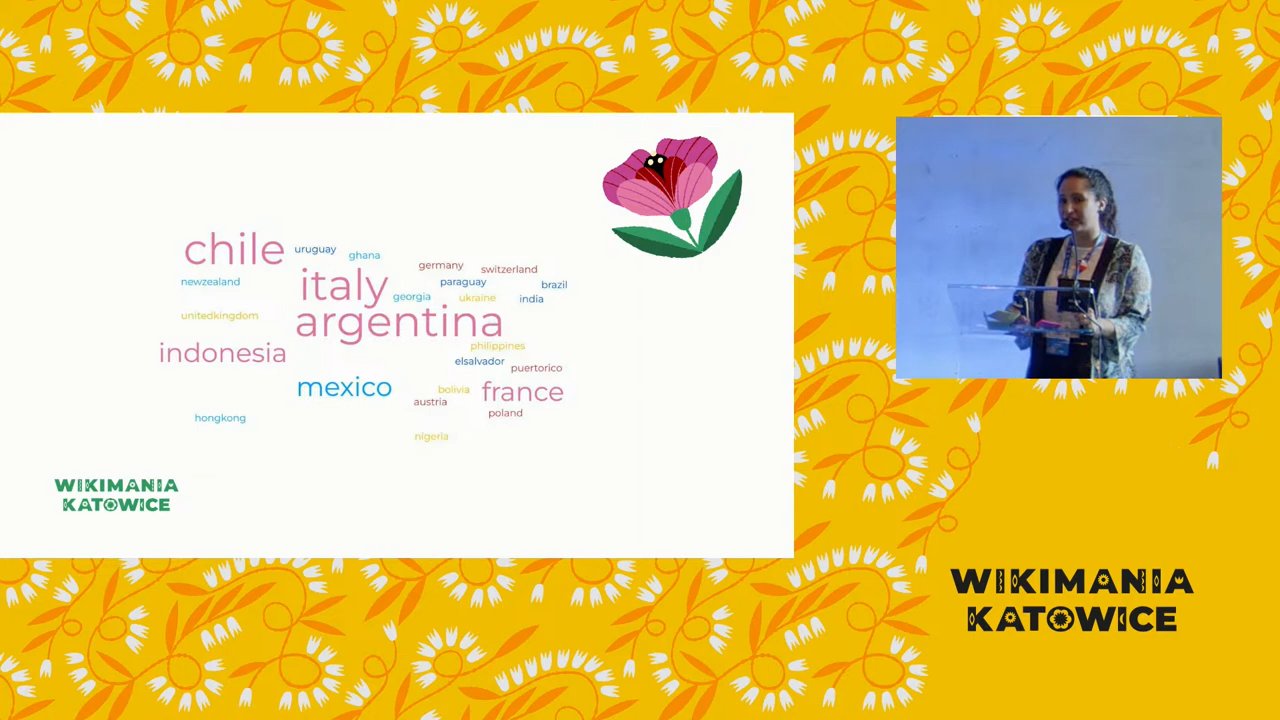 chile
uruguay
ghana
germany
switzerland
newzealand
italy
paraguay
brazil
georgia
ukraine
india
unitedkingdom
argentina
philippines
indonesia
elsalvador
puertorico
mexico
bolivia
france
austria
poland
hongkong
nigeria
WIKIMANIA
KATOWICE
WIKIMANIA
KATOWICE